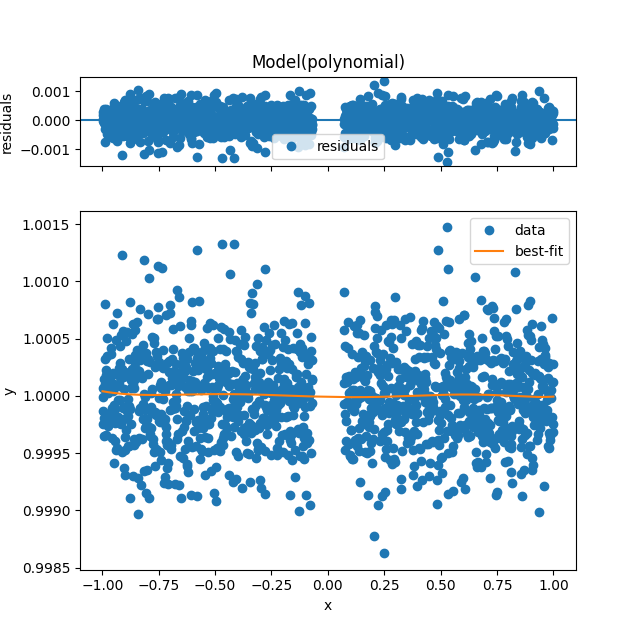 Model(polynomial)
residuals
0.001
0.000
−0.001
residuals
y
1.0015
1.0010
1.0005
1.0000
0.9995
0.9990
0.9985
data
best-fit
−1.00 −0.75 −0.50 −0.25 0.00 0.25 0.50 0.75 1.00
x